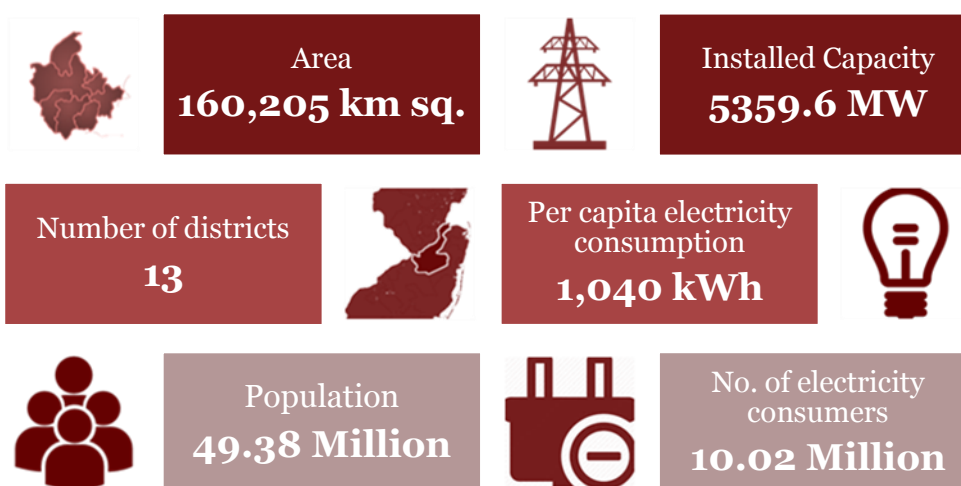 Area
160,205 km sq.
Installed Capacity
5359.6 MW
Number of districts
13
Per capita electricity
consumption
1,040 kWh
Population
49.38 Million
No. of electricity
consumers
10.02 Million